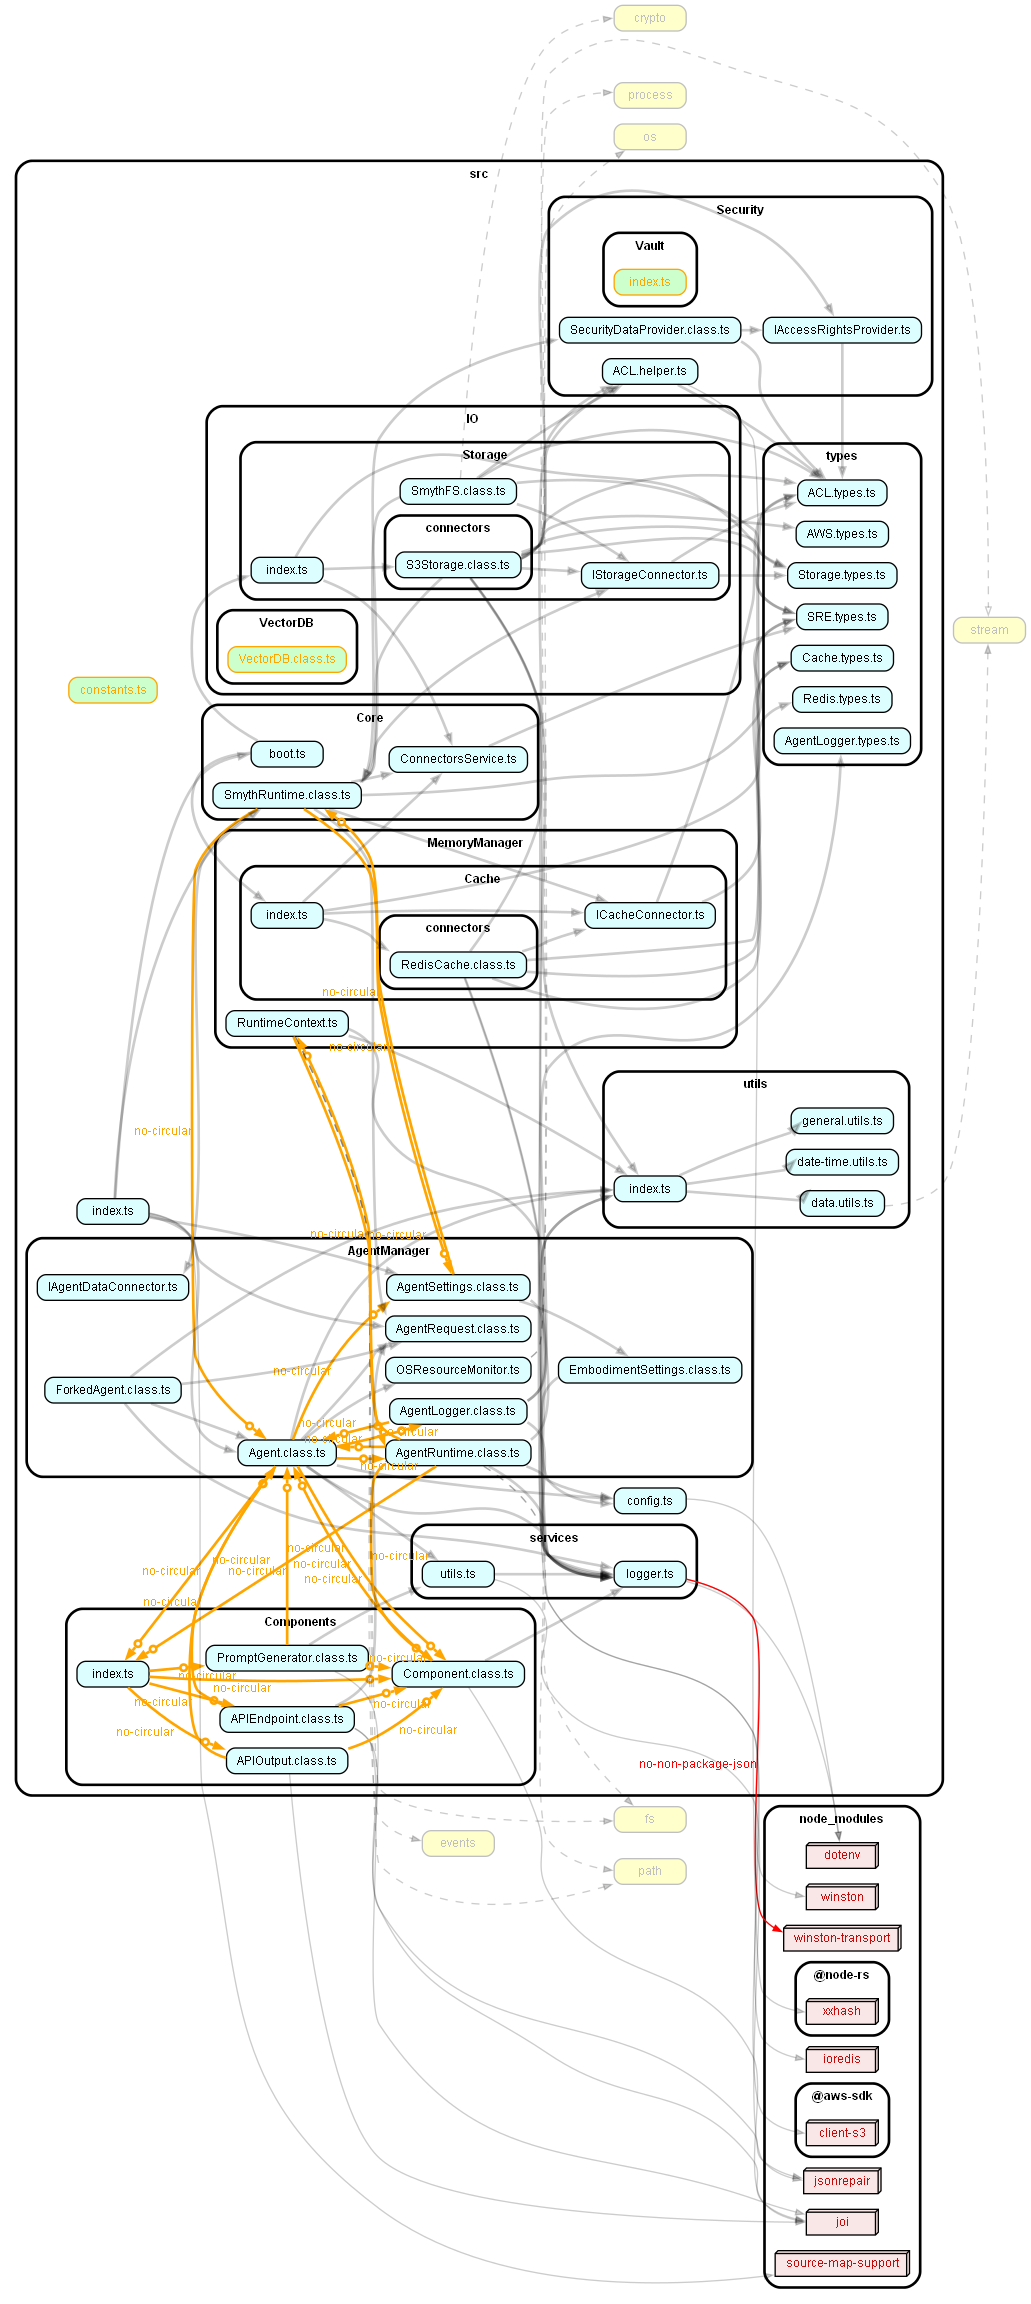 crypto
process
os
src
Security
Vault
index.ts
SecurityDataProvider.class.ts
IAccessRightsProvider.ts
ACL.helper.ts
IO
Storage
SmythFS.class.ts
connectors
S3Storage.class.ts
index.ts
IStorageConnector.ts
VectorDB
VectorDB.class.ts
types
ACL.types.ts
AWS.types.ts
Storage.types.ts
SRE.types.ts
Cache.types.ts
Redis.types.ts
AgentLogger.types.ts
stream
constants.ts
Core
boot.ts
ConnectorsService.ts
SmythRuntime.class.ts
MemoryManager
Cache
index.ts
ICacheConnector.ts
connectors
RedisCache.class.ts
no-circular
RuntimeContext.ts
no-circular
utils
general.utils.ts
date-time.utils.ts
index.ts
data.utils.ts
no-circular
index.ts
no-circular
no-circular
AgentManager
IAgentDataConnector.ts
AgentSettings.class.ts
AgentRequest.class.ts
OSResourceMonitor.ts
EmbodimentSettings.class.ts
no-circular
ForkedAgent.class.ts
AgentLogger.class.ts
no-circular
no-circular
no-circular
Agent.class.ts
AgentRuntime.class.ts
no-circular
config.ts
services
utils.ts
logger.ts
no-circular
no-circular
no-circular
no-circular
no-circular
no-circular
no-circular
no-circular
Components
PromptGenerator.class.ts
no-circular
index.ts
Component.class.ts
no-circular
no-circular
no-circular
no-circular
APIEndpoint.class.ts
no-circular
no-circular
APIOutput.class.ts
no-non-package-json
fs
events
path
node_modules
dotenv
winston
winston-transport
@node-rs
xxhash
ioredis
@aws-sdk
client-s3
jsonrepair
joi
source-map-support